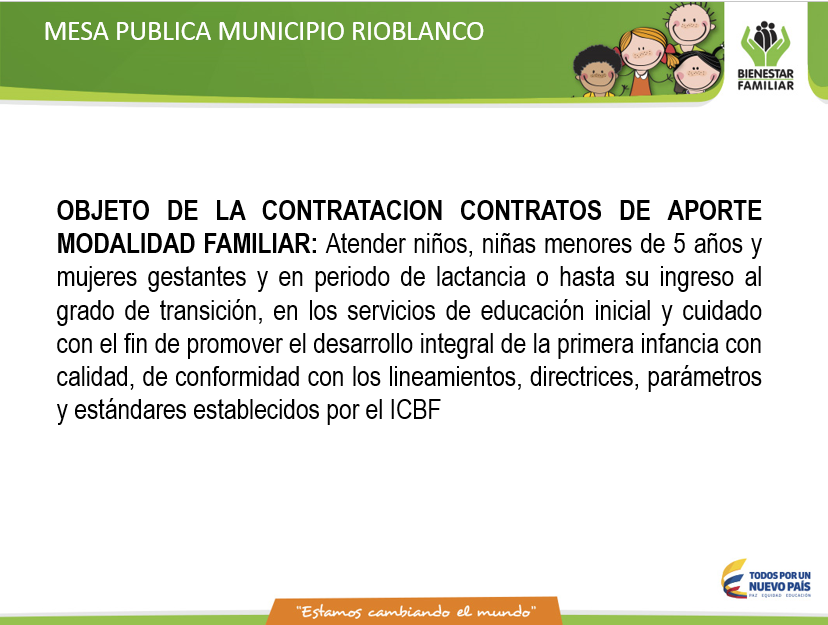 MESA PUBLICA MUNICIPIO RIOBLANCO
BIENESTAR
FAMILIAR
OBJETO DE LA CONTRATACION CONTRATOS DE APORTE
MODALIDAD FAMILIAR: Atender niños, niñas menores de 5 años y
mujeres gestantes y en periodo de lactancia o hasta su ingreso al
grado de transición, en los servicios de educación inicial y cuidado
con el fin de promover el desarrollo integral de la primera infancia con
calidad, de conformidad con los lineamientos, directrices, parámetros
y estándares establecidos por el ICBF
TODOS POR UN
NUEVO PAÍS
PAZ EQUIDAD EDUCACIÓN
"Estamos cambiando el mundo"